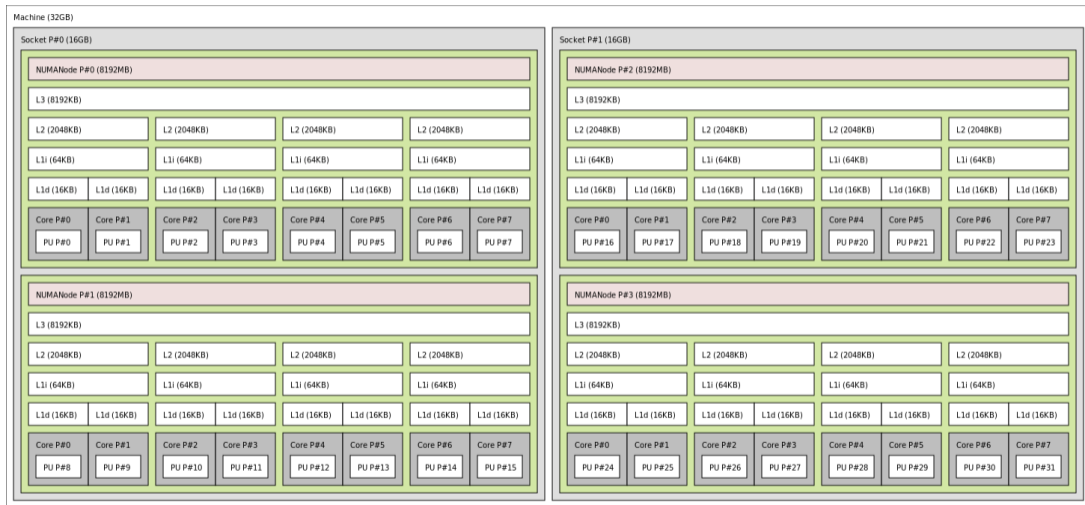 Machine (32GB)
Socket P#0 (16GB)
NUMANode P#0 (8192MB)
L3 (8192KB)
L2 (2048KB) L2 (2048KB) L2 (2048KB) L2 (2048KB)
L1i (64KB) L1i (64KB) L1i (64KB) L1i (64KB)
L1d (16KB) L1d (16KB) L1d (16KB) L1d (16KB) L1d (16KB) L1d (16KB) L1d (16KB) L1d (16KB)
Core P#0 Core P#1 Core P#2 Core P#3 Core P#4 Core P#5 Core P#6 Core P#7
PU P#0 PU P#1 PU P#2 PU P#3 PU P#4 PU P#5 PU P#6 PU P#7
NUMANode P#1 (8192MB)
L3 (8192KB)
L2 (2048KB) L2 (2048KB) L2 (2048KB) L2 (2048KB)
L1i (64KB) L1i (64KB) L1i (64KB) L1i (64KB)
L1d (16KB) L1d (16KB) L1d (16KB) L1d (16KB) L1d (16KB) L1d (16KB) L1d (16KB) L1d (16KB)
Core P#0 Core P#1 Core P#2 Core P#3 Core P#4 Core P#5 Core P#6 Core P#7
PU P#8 PU P#9 PU P#10 PU P#11 PU P#12 PU P#13 PU P#14 PU P#15
Socket P#1 (16GB)
NUMANode P#2 (8192MB)
L3 (8192KB)
L2 (2048KB) L2 (2048KB) L2 (2048KB) L2 (2048KB)
L1i (64KB) L1i (64KB) L1i (64KB) L1i (64KB)
L1d (16KB) L1d (16KB) L1d (16KB) L1d (16KB) L1d (16KB) L1d (16KB) L1d (16KB) L1d (16KB)
Core P#0 Core P#1 Core P#2 Core P#3 Core P#4 Core P#5 Core P#6 Core P#7
PU P#16 PU P#17 PU P#18 PU P#19 PU P#20 PU P#21 PU P#22 PU P#23
NUMANode P#3 (8192MB)
L3 (8192KB)
L2 (2048KB) L2 (2048KB) L2 (2048KB) L2 (2048KB)
L1i (64KB) L1i (64KB) L1i (64KB) L1i (64KB)
L1d (16KB) L1d (16KB) L1d (16KB) L1d (16KB) L1d (16KB) L1d (16KB) L1d (16KB) L1d (16KB)
Core P#0 Core P#1 Core P#2 Core P#3 Core P#4 Core P#5 Core P#6 Core P#7
PU P#24 PU P#25 PU P#26 PU P#27 PU P#28 PU P#29 PU P#30 PU P#31